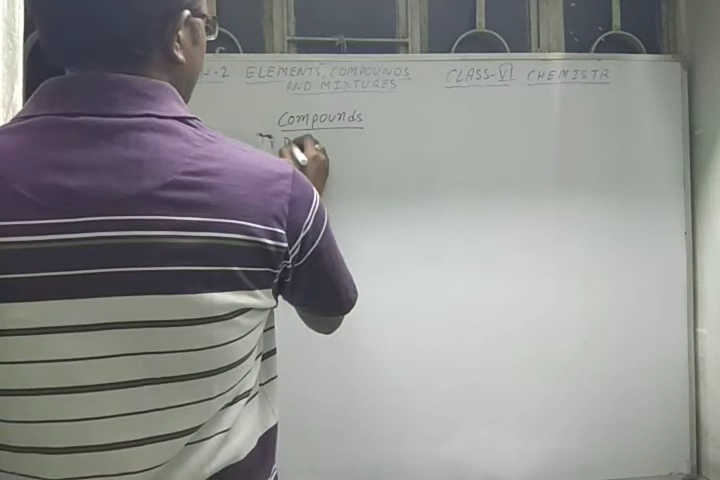 -2 ELEMENTS, COMPOUNDS CLASS-VI CHEMISTR
AND MIXTURES
Compounds